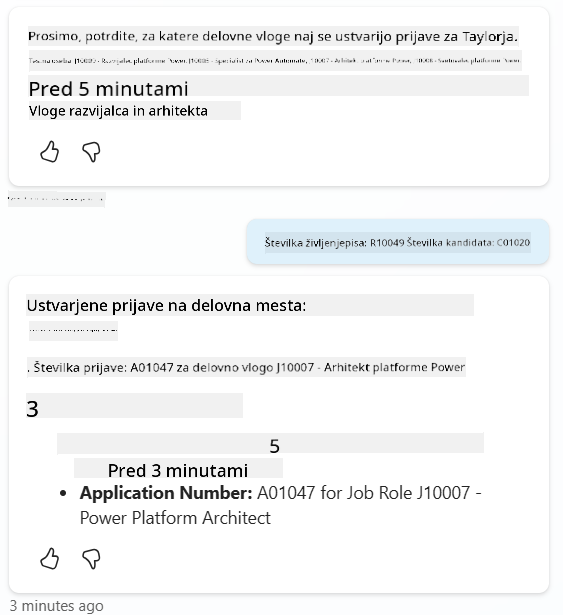 Prosimo, potrdite, za katere delovne vloge naj se ustvarijo prijave za Taylorja.
Pred 5 minutami
Vloge razvijalca in arhitekta
Številka življenjepisa: R10049 Številka kandidata: C01020
Ustvarjene prijave na delovna mesta:
. Številka prijave: A01047 za delovno vlogo J10007 - Arhitekt platforme Power
3
5
Pred 3 minutami
• Application Number: A01047 for Job Role J10007 -
Power Platform Architect
3 minutes ago